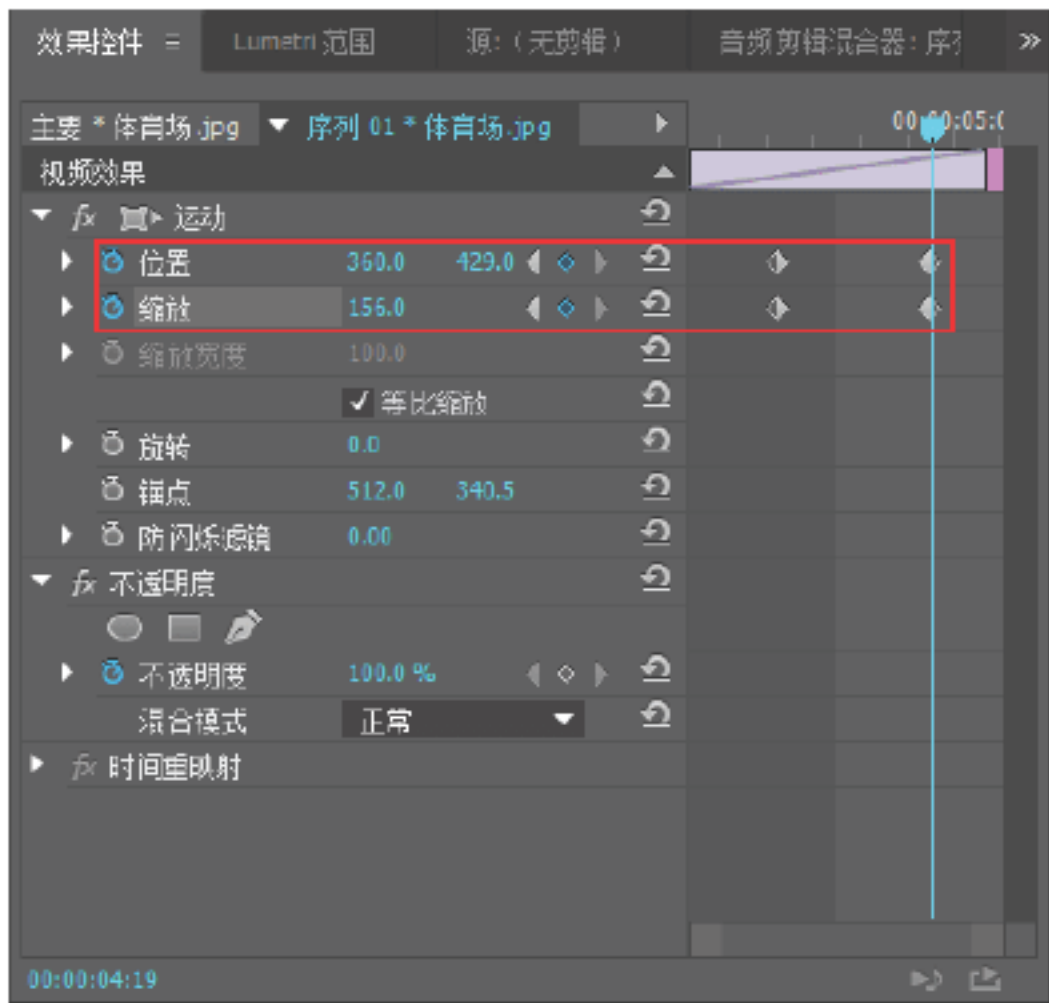 效果控件 Lumetri 范围 源:（无剪辑） 音频剪辑混合器: 序
主要 * 体育场.jpg 序列 01 * 体育场.jpg 00:00:05:0
视频效果
fx 运动
位置 360.0 429.0
缩放 156.0
缩放宽度 100.0
等比缩放
旋转 0.0
锚点 512.0 340.5
防闪烁滤镜 0.00
fx 不透明度
不透明度 100.0 %
混合模式 正常
fx 时间重映射
00:00:04:19